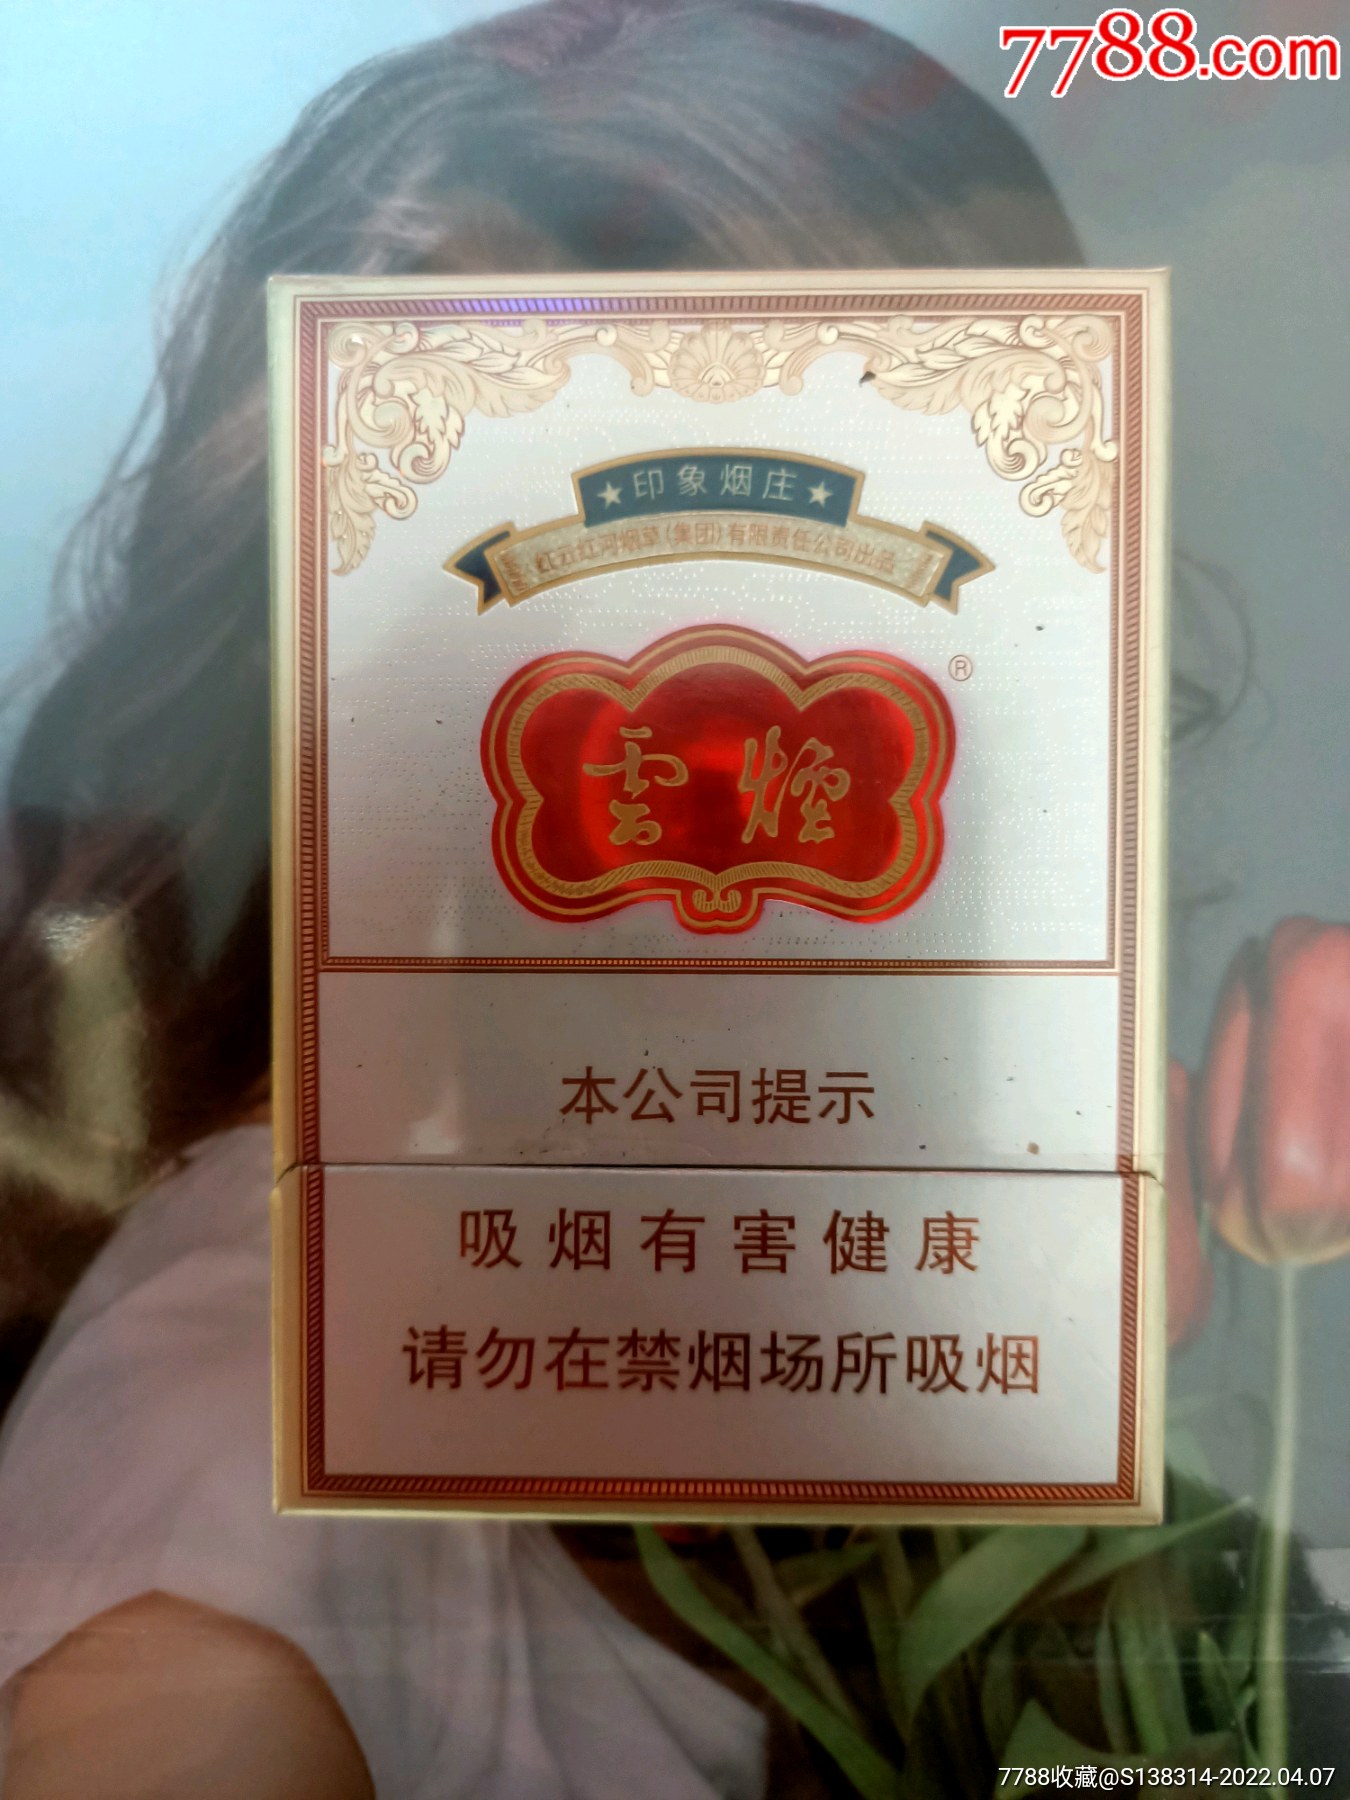 7788.com
★印象烟庄★
红云红河烟草(集团)有限责任公司出品
雲煙
®
本公司提示
吸烟有害健康
请勿在禁烟场所吸烟
7788收藏@S138314-2022.04.07